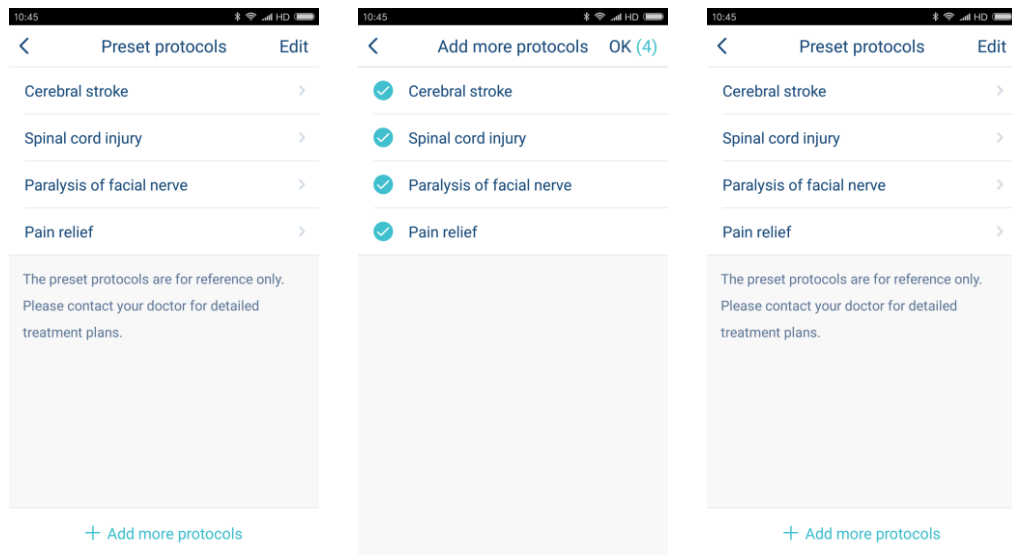 10:45 HD
Preset protocols Edit
Cerebral stroke
Spinal cord injury
Paralysis of facial nerve
Pain relief
The preset protocols are for reference only.
Please contact your doctor for detailed
treatment plans.
+ Add more protocols
10:45 HD
Add more protocols OK (4)
Cerebral stroke
Spinal cord injury
Paralysis of facial nerve
Pain relief
10:45 HD
Preset protocols Edit
Cerebral stroke
Spinal cord injury
Paralysis of facial nerve
Pain relief
The preset protocols are for reference only.
Please contact your doctor for detailed
treatment plans.
+ Add more protocols